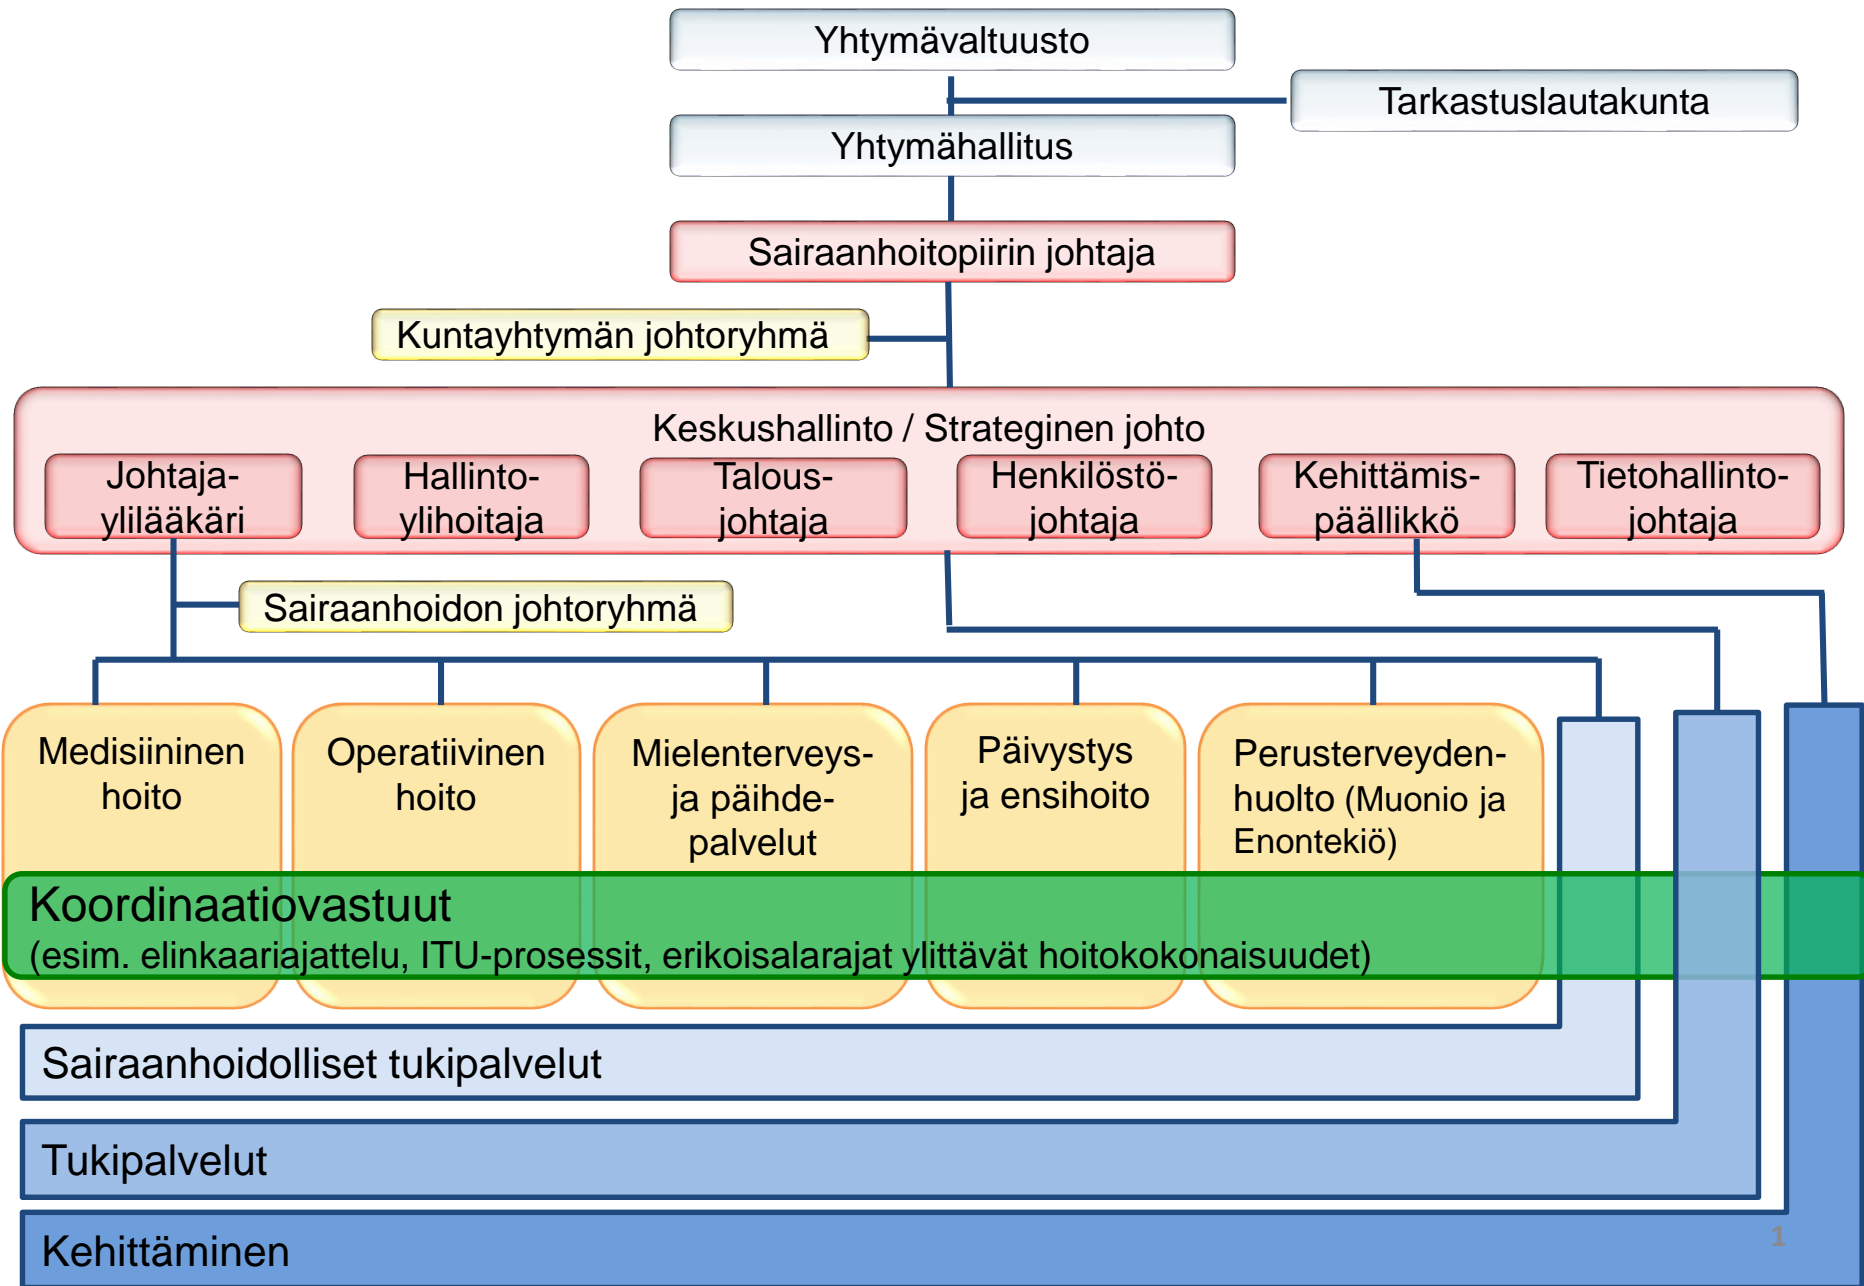 Yhtymävaltuusto
Tarkastuslautakunta
Yhtymähallitus
Sairaanhoitopiirin johtaja
Kuntayhtymän johtoryhmä
Keskushallinto / Strateginen johto
Johtaja-
ylilääkäri
Hallinto-
ylihoitaja
Talous-
johtaja
Henkilöstö-
johtaja
Kehittämis-
päällikkö
Tietohallinto-
johtaja
Sairaanhoidon johtoryhmä
Medisiininen
hoito
Operatiivinen
hoito
Mielenterveys-
ja päihde-
palvelut
Päivystys
ja ensihoito
Perusterveyden-
huolto (Muonio ja
Enontekiö)
Koordinaatiovastuut
(esim. elinkaariajattelu, ITU-prosessit, erikoisalarajat ylittävät hoitokokonaisuudet)
Sairaanhoidolliset tukipalvelut
Tukipalvelut
Kehittäminen
1